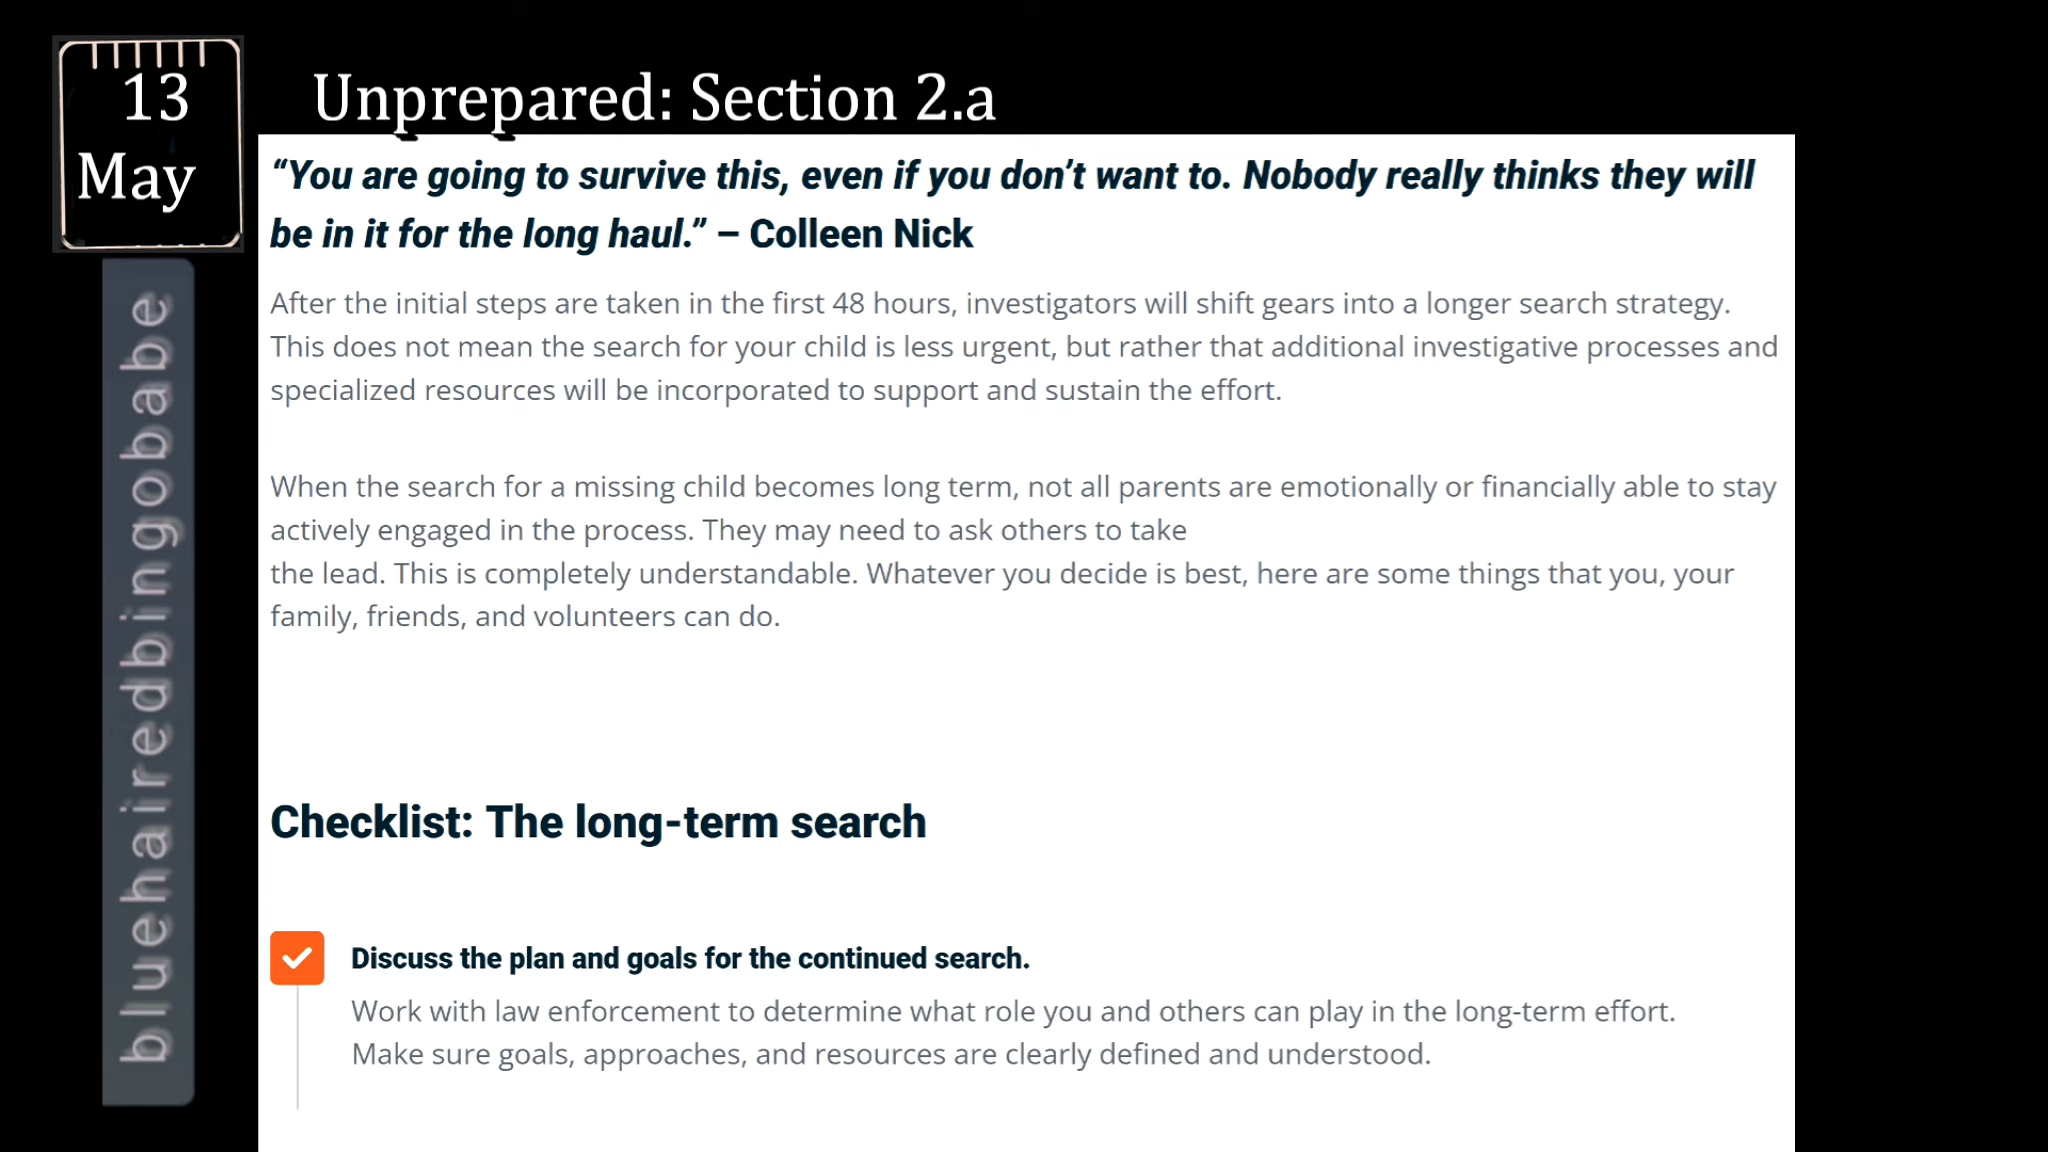 13
May
Unprepared: Section 2.a
bluehairedbingobabe
“You are going to survive this, even if you don’t want to. Nobody really thinks they will
be in it for the long haul.” – Colleen Nick
After the initial steps are taken in the first 48 hours, investigators will shift gears into a longer search strategy.
This does not mean the search for your child is less urgent, but rather that additional investigative processes and
specialized resources will be incorporated to support and sustain the effort.
When the search for a missing child becomes long term, not all parents are emotionally or financially able to stay
actively engaged in the process. They may need to ask others to take
the lead. This is completely understandable. Whatever you decide is best, here are some things that you, your
family, friends, and volunteers can do.
Checklist: The long-term search
Discuss the plan and goals for the continued search.
Work with law enforcement to determine what role you and others can play in the long-term effort.
Make sure goals, approaches, and resources are clearly defined and understood.